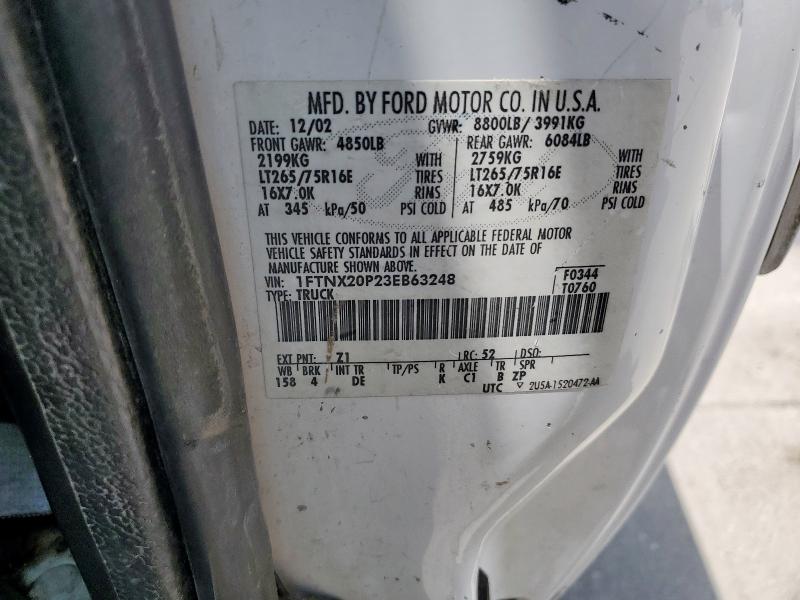 MFD. BY FORD MOTOR CO. IN U.S.A.
DATE: 12/02 GVWR: 8800LB/ 3991KG
FRONT GAWR: 4850LB REAR GAWR: 6084LB
2199KG WITH 2759KG WITH
LT265/75R16E TIRES LT265/75R16E TIRES
16X7.0K RIMS 16X7.0K RIMS
AT 345 kPa/50 PSI COLD AT 485 kPa/70 PSI COLD
THIS VEHICLE CONFORMS TO ALL APPLICABLE FEDERAL MOTOR
VEHICLE SAFETY STANDARDS IN EFFECT ON THE DATE OF
MANUFACTURE SHOWN ABOVE.
VIN: 1FTNX20P23EB63248 F0344
TYPE: TRUCK T0760
EXT PNT: Z1 RC: 52 DSO:
WB BRK INT TR TP/PS R AXLE TR SPR
158 4 DE K C1 B ZP
UTC 2U5A-1520472-AA